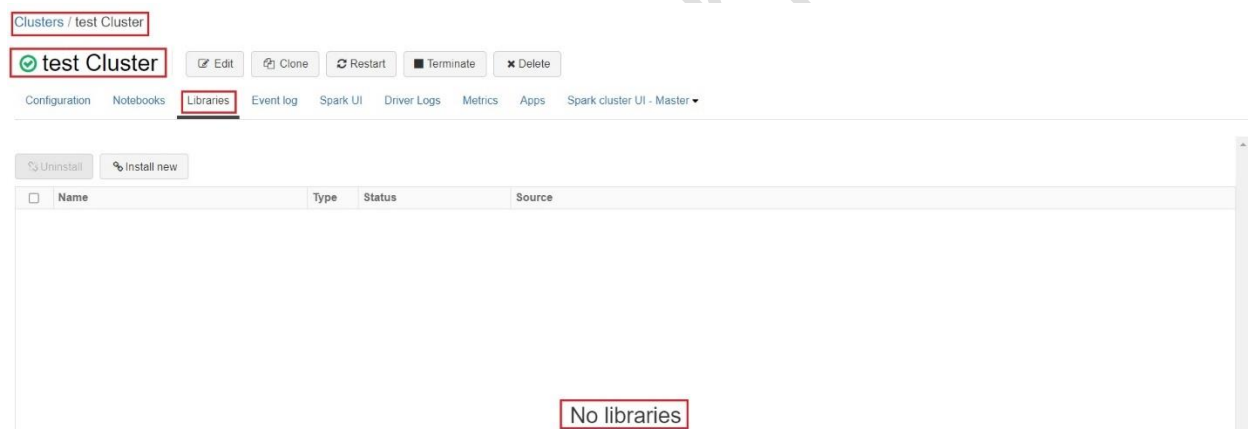 Clusters / test Cluster
test Cluster Edit Clone Restart Terminate Delete
Configuration Notebooks Libraries Event log Spark UI Driver Logs Metrics Apps Spark cluster UI - Master
Uninstall Install new
Name Type Status Source
No libraries